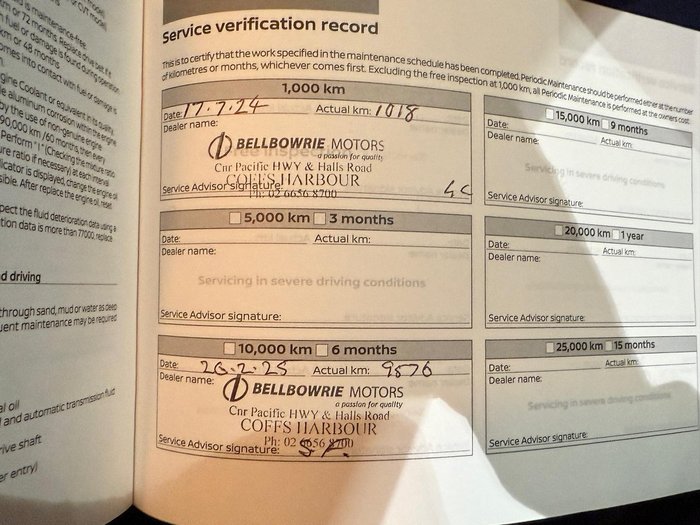 m is maintenance-free.
Service verification record
This is to certify that the work specified in the maintenance schedule has been completed. Periodic Maintenance should be performed either at the number
of kilometres or months, whichever comes first. Excluding the free inspection at 1,000 km, all Periodic Maintenance is performed at the owners cost.
1,000 km
Date: 17.7.24 Actual km: 1018
Dealer name:
BELLBOWRIE MOTORS
a passion for quality
Cnr Pacific HWY & Halls Road
COFFS HARBOUR
Service Advisor signature:
Ph: 02 6656 8700
5,000 km 3 months
Date: Actual km:
Dealer name:
Servicing in severe driving conditions
Service Advisor signature:
10,000 km 6 months
Date: 26.2.25 Actual km: 9576
Dealer name:
BELLBOWRIE MOTORS
a passion for quality
Cnr Pacific HWY & Halls Road
COFFS HARBOUR
Ph: 02 6656 8700
Service Advisor signature:
15,000 km 9 months
Date: Actual km:
Dealer name:
Servicing in severe driving conditions
Service Advisor signature:
20,000 km 1 year
Date: Actual km:
Dealer name:
Service Advisor signature:
25,000 km 15 months
Date: Actual km:
Dealer name:
Servicing in severe driving conditions
Service Advisor signature:
d driving
through sand, mud or water as deep
uent maintenance may be required
al oil
l and automatic transmission fluid
rive shaft
er entry)